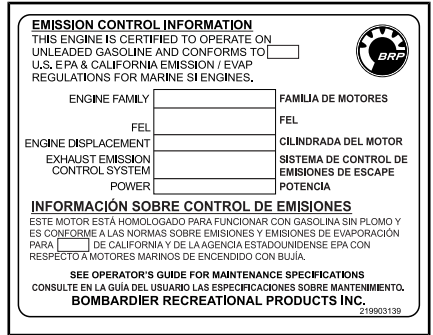 EMISSION CONTROL INFORMATION
THIS ENGINE IS CERTIFIED TO OPERATE ON
UNLEADED GASOLINE AND CONFORMS TO
U.S. EPA & CALIFORNIA EMISSION / EVAP
REGULATIONS FOR MARINE SI ENGINES.
BRP
ENGINE FAMILY FAMILIA DE MOTORES
FEL FEL
ENGINE DISPLACEMENT CILINDRADA DEL MOTOR
EXHAUST EMISSION SISTEMA DE CONTROL DE
CONTROL SYSTEM EMISIONES DE ESCAPE
POWER POTENCIA
INFORMACIÓN SOBRE CONTROL DE EMISIONES
ESTE MOTOR ESTÁ HOMOLOGADO PARA FUNCIONAR CON GASOLINA SIN PLOMO Y
ES CONFORME A LAS NORMAS SOBRE EMISIONES Y EMISIONES DE EVAPORACIÓN
PARA DE CALIFORNIA Y DE LA AGENCIA ESTADOUNIDENSE EPA CON
RESPECTO A MOTORES MARINOS DE ENCENDIDO CON BUJÍA.
SEE OPERATOR'S GUIDE FOR MAINTENANCE SPECIFICATIONS
CONSULTE EN LA GUÍA DEL USUARIO LAS ESPECIFICACIONES SOBRE MANTENIMIENTO.
BOMBARDIER RECREATIONAL PRODUCTS INC.
219903139